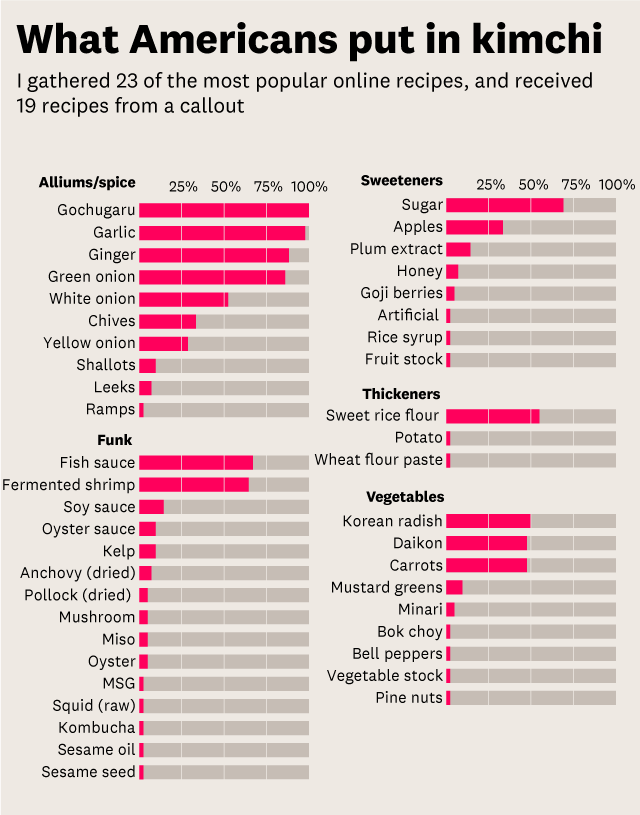 What Americans put in kimchi
I gathered 23 of the most popular online recipes, and received
19 recipes from a callout
Alliums/spice
25% 50% 75% 100%
Gochugaru
Garlic
Ginger
Green onion
White onion
Chives
Yellow onion
Shallots
Leeks
Ramps
Funk
Fish sauce
Fermented shrimp
Soy sauce
Oyster sauce
Kelp
Anchovy (dried)
Pollock (dried)
Mushroom
Miso
Oyster
MSG
Squid (raw)
Kombucha
Sesame oil
Sesame seed
Sweeteners
25% 50% 75% 100%
Sugar
Apples
Plum extract
Honey
Goji berries
Artificial
Rice syrup
Fruit stock
Thickeners
Sweet rice flour
Potato
Wheat flour paste
Vegetables
Korean radish
Daikon
Carrots
Mustard greens
Minari
Bok choy
Bell peppers
Vegetable stock
Pine nuts